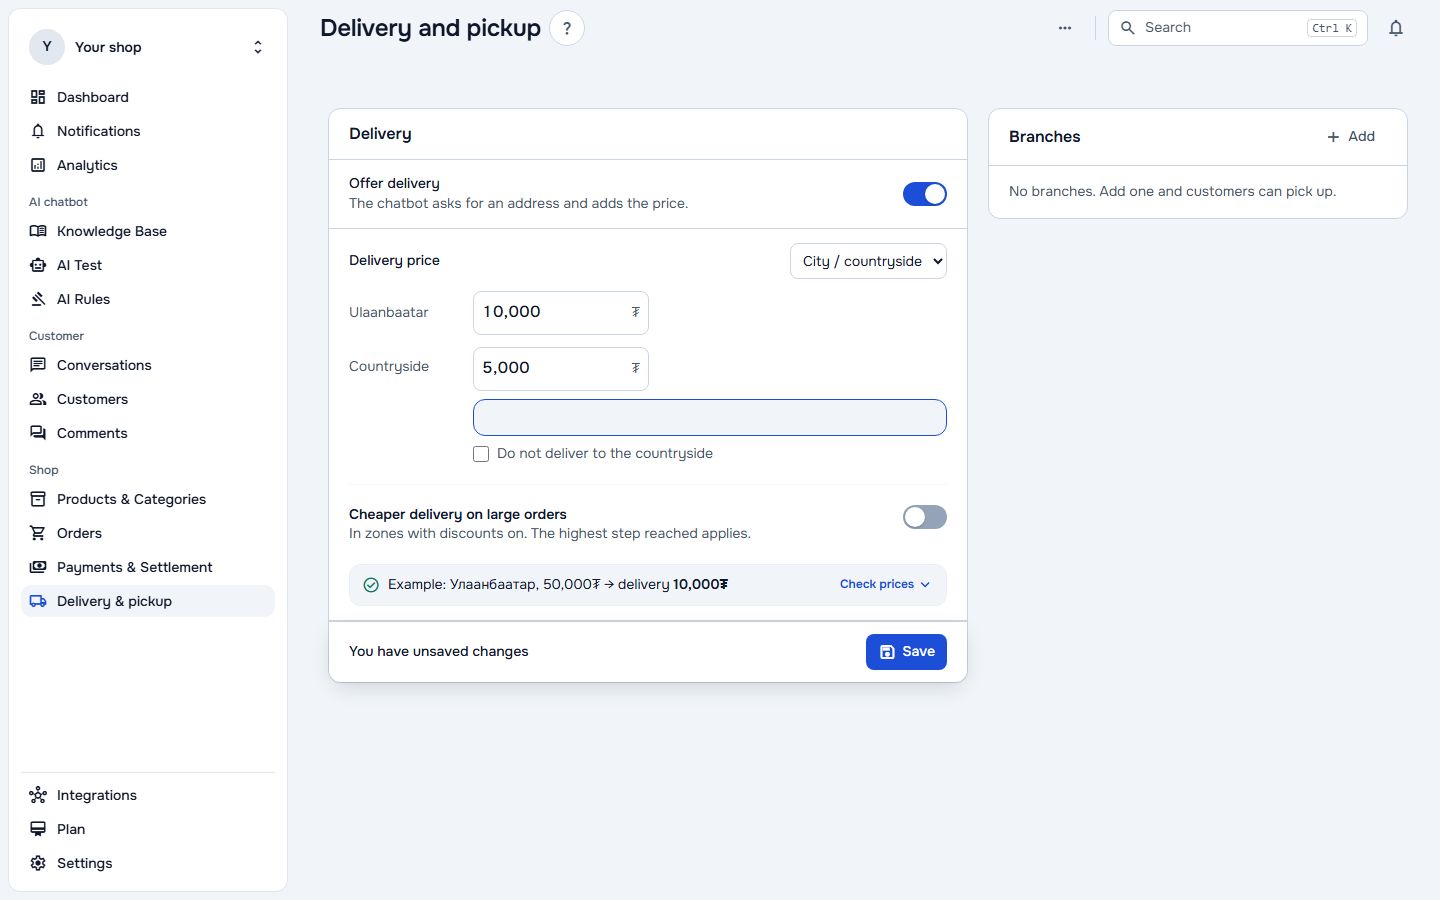 Y
Your shop
Dashboard
Notifications
Analytics
AI chatbot
Knowledge Base
AI Test
AI Rules
Customer
Conversations
Customers
Comments
Shop
Products & Categories
Orders
Payments & Settlement
Delivery & pickup
Integrations
Plan
Settings
Delivery and pickup ?
Search Ctrl K
Delivery
Offer delivery
The chatbot asks for an address and adds the price.
Delivery price City / countryside
Ulaanbaatar 10,000 ₮
Countryside 5,000 ₮
Do not deliver to the countryside
Cheaper delivery on large orders
In zones with discounts on. The highest step reached applies.
Example: Улаанбаатар, 50,000₮ → delivery 10,000₮ Check prices
You have unsaved changes Save
Branches + Add
No branches. Add one and customers can pick up.